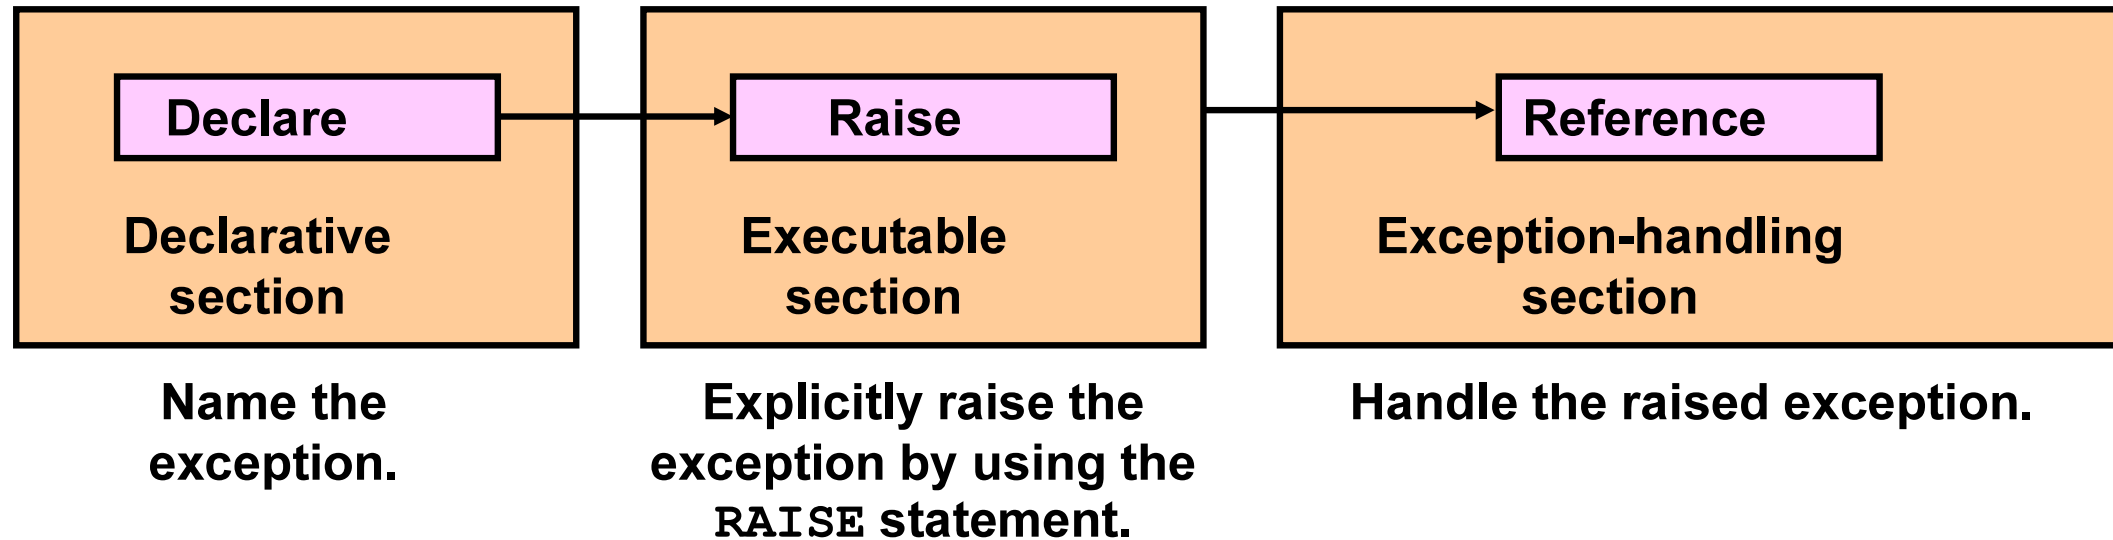 Declare
Declarative
section
Name the
exception.
Raise
Executable
section
Explicitly raise the
exception by using the
RAISE statement.
Reference
Exception-handling
section
Handle the raised exception.